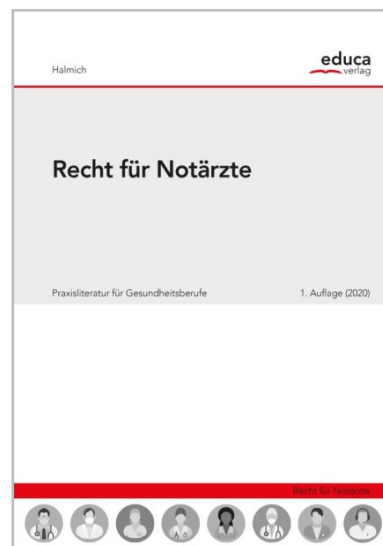 educa
Halmich
verlag
Recht für Notärzte
Praxisliteratur für Gesundheitsberufe 1. Auflage (2020)
Recht für Notärzte